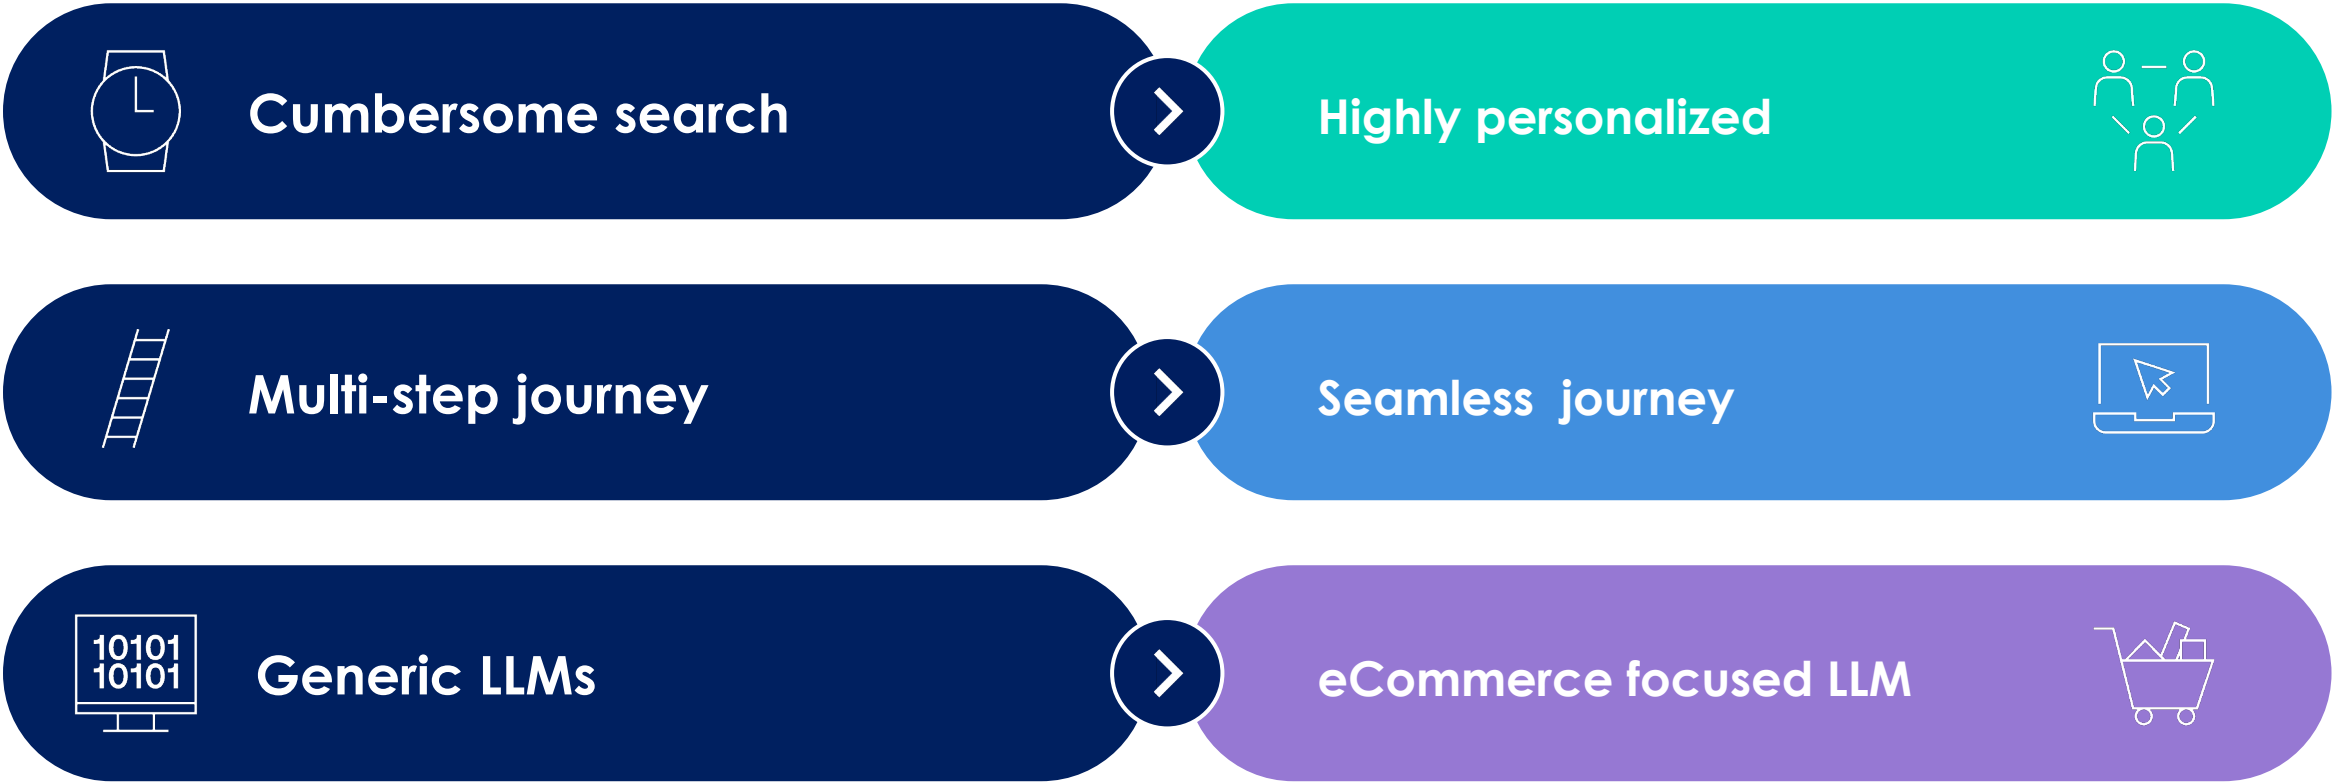 Cumbersome search
Highly personalized
Multi-step journey
Seamless  journey
10101
10101
Generic LLMs
eCommerce focused LLM